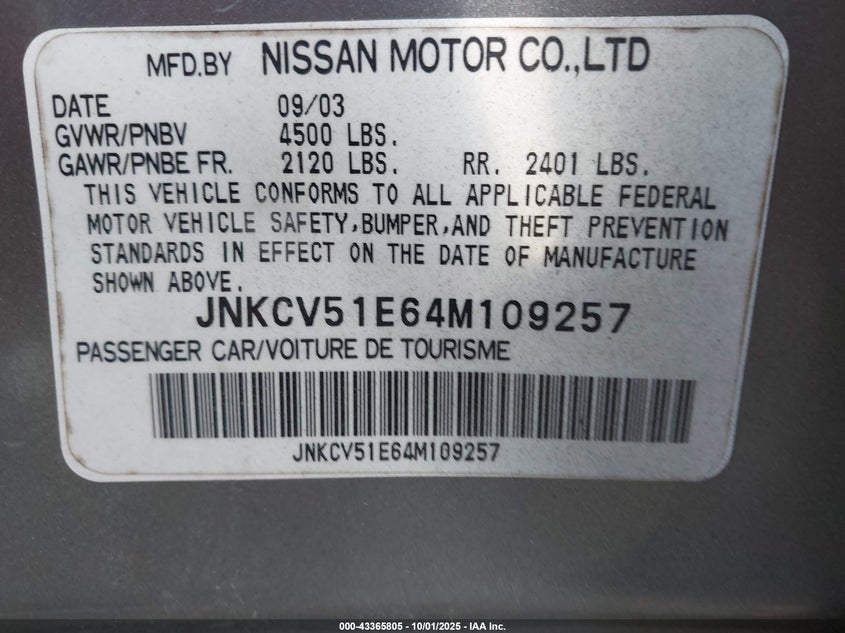 MFD.BY NISSAN MOTOR CO.,LTD
DATE 09/03
GVWR/PNBV 4500 LBS.
GAWR/PNBE FR. 2120 LBS. RR. 2401 LBS.
THIS VEHICLE CONFORMS TO ALL APPLICABLE FEDERAL
MOTOR VEHICLE SAFETY,BUMPER,AND THEFT PREVENTION
STANDARDS IN EFFECT ON THE DATE OF MANUFACTURE
SHOWN ABOVE.
JNKCV51E64M109257
PASSENGER CAR/VOITURE DE TOURISME
JNKCV51E64M109257
000-43365805 - 10/01/2025 - IAA Inc.